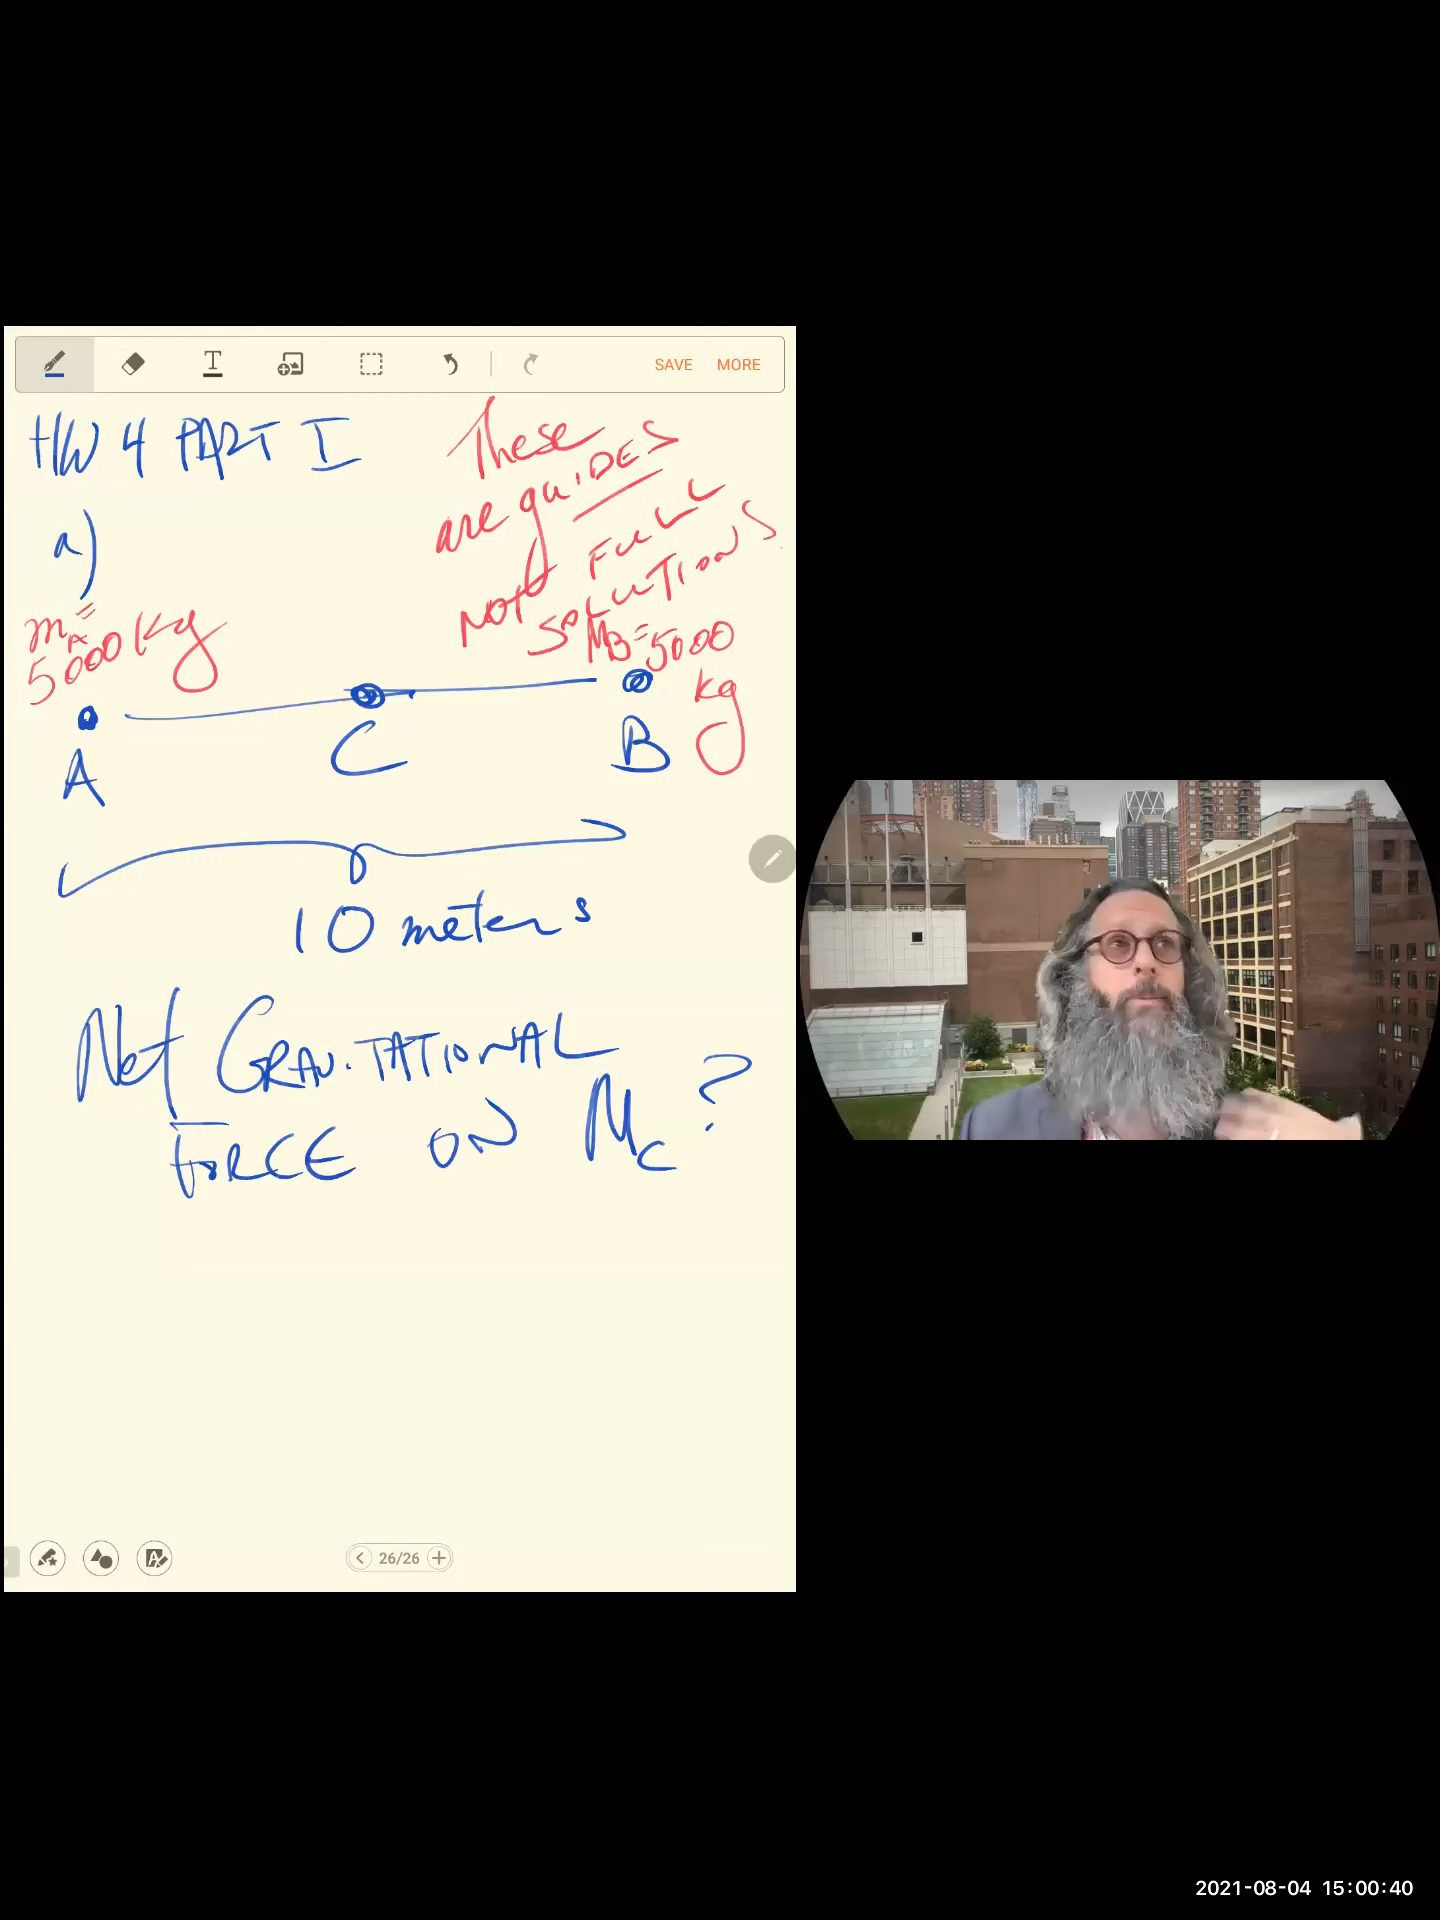 SAVE MORE
HW 4 PART I
These
are guides
not FULL
SOLUTIONS
a)
mA =
5000 kg
MB = 5000
kg
A
C
B
10 meters
Net GRAVITATIONAL
FORCE ON MC ?
26/26
2021-08-04 15:00:40